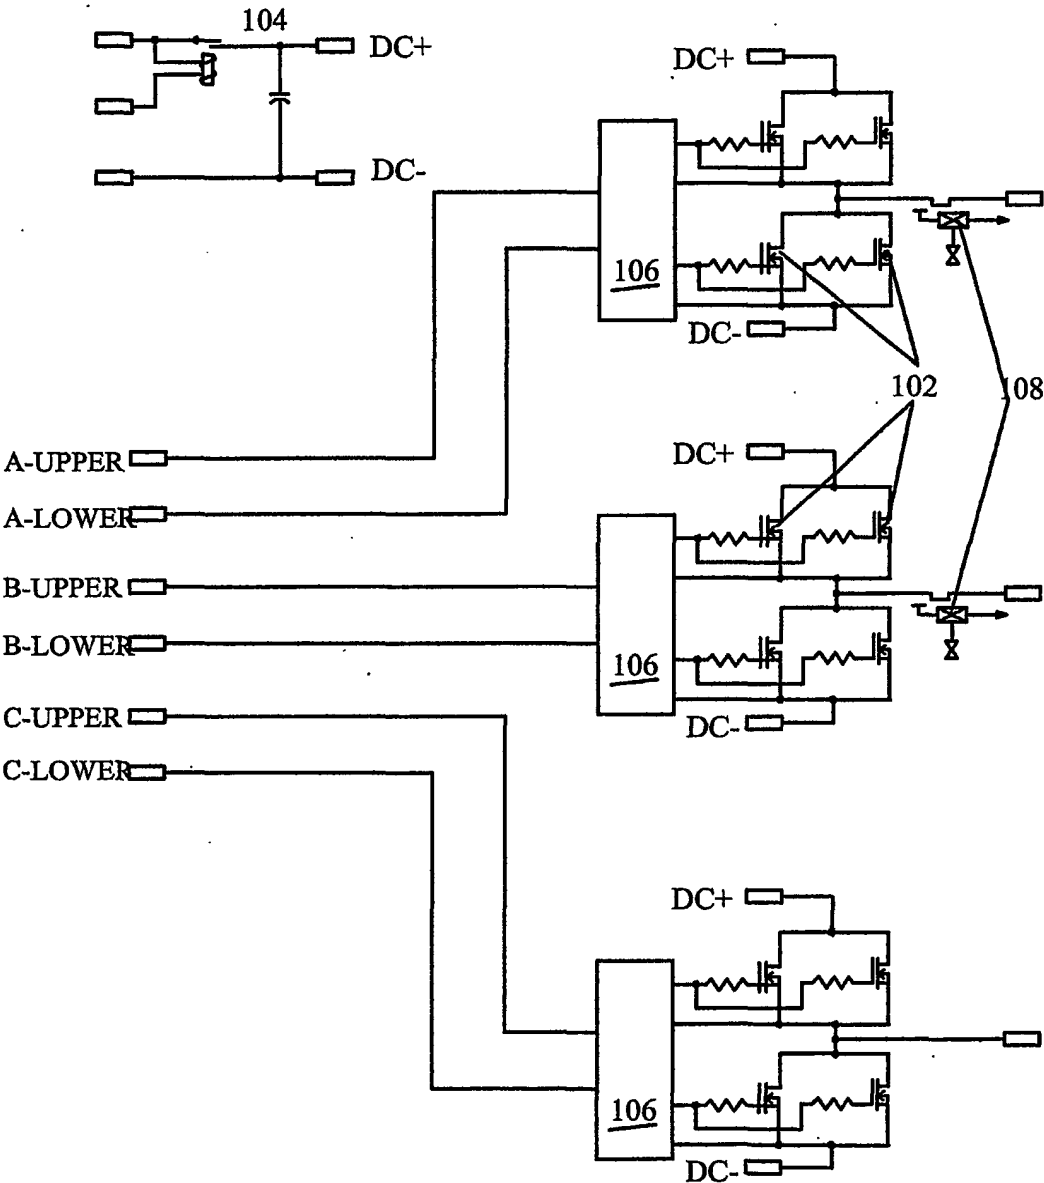 104
DC+
DC-
DC+
106
DC-
102
108
A-UPPER
A-LOWER
DC+
B-UPPER
B-LOWER
106
C-UPPER
DC-
C-LOWER
DC+
106
DC-